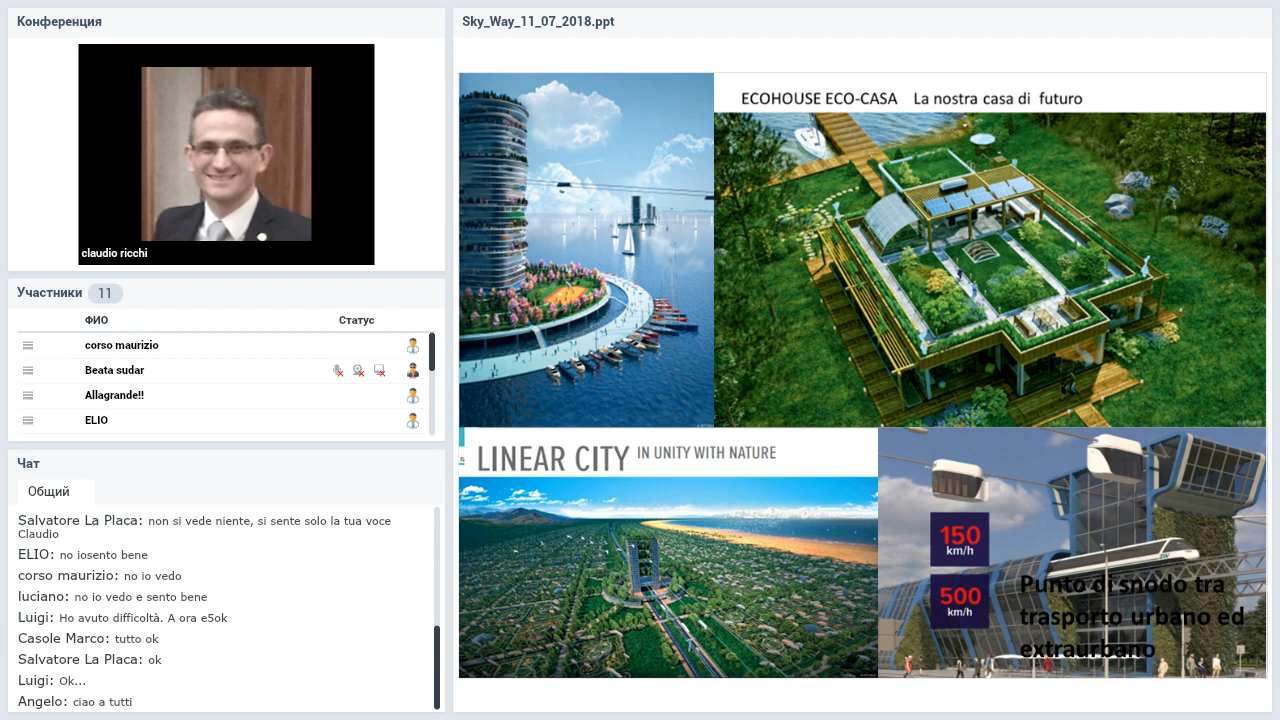 Конференция
claudio ricchi
Участники 11
ФИО Статус
corso maurizio
Beata sudar
Allagrande!!
ELIO
Чат
Общий
Salvatore La Placa: non si vede niente, si sente solo la tua voce
Claudio
ELIO: no iosento bene
corso maurizio: no io vedo
luciano: no io vedo e sento bene
Luigi: Ho avuto difficoltà. A ora e5ok
Casole Marco: tutto ok
Salvatore La Placa: ok
Luigi: Ok...
Angelo: ciao a tutti
Sky_Way_11_07_2018.ppt
ECOHOUSE ECO-CASA La nostra casa di futuro
LINEAR CITY IN UNITY WITH NATURE
150
km/h
500
km/h
Punto di snodo tra
trasporto urbano ed
extraurbano